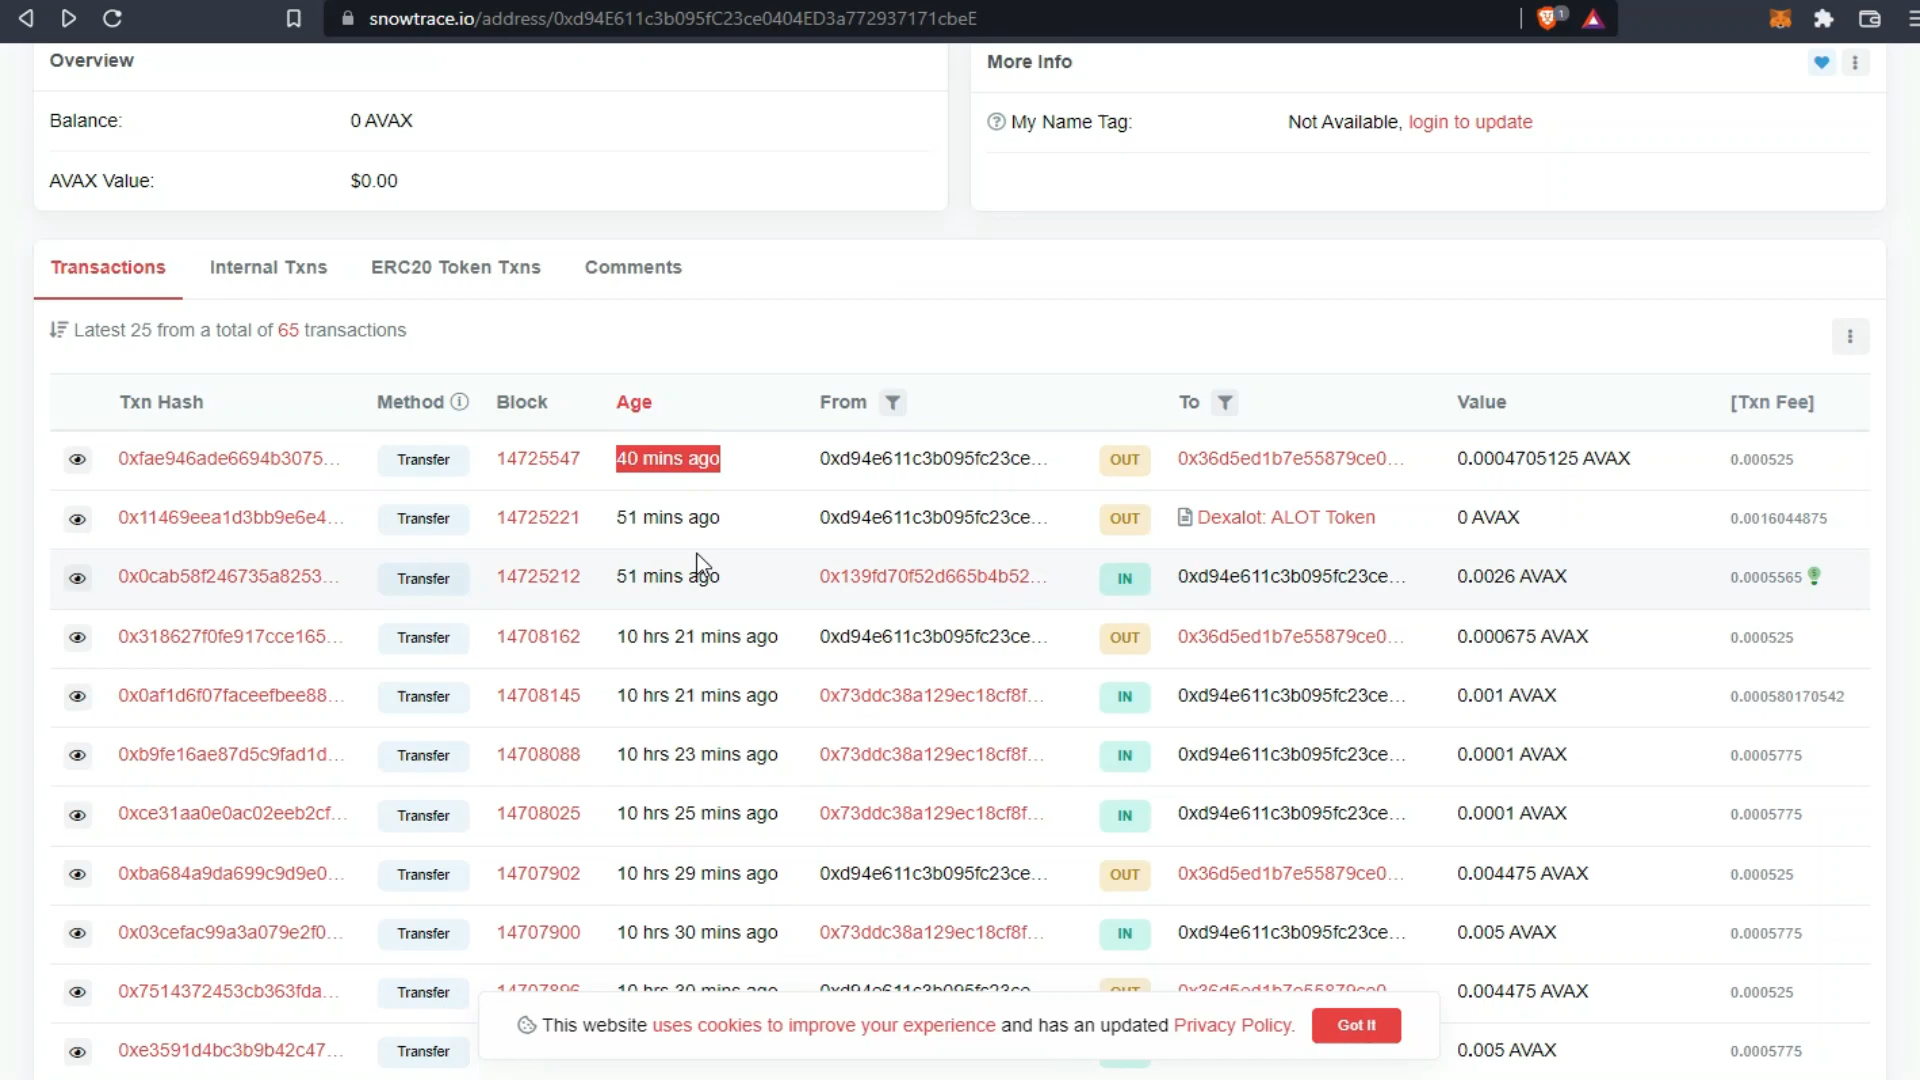 snowtrace.io/address/0xd94E611c3b095fC23ce0404ED3a772937171cbeE
1
Overview
More Info
Balance: 0 AVAX
My Name Tag: Not Available, login to update
AVAX Value: $0.00
Transactions Internal Txns ERC20 Token Txns Comments
Latest 25 from a total of 65 transactions
Txn Hash Method Block Age From To Value [Txn Fee]
0xfae946ade6694b3075... Transfer 14725547 40 mins ago 0xd94e611c3b095fc23ce... OUT 0x36d5ed1b7e55879ce0... 0.0004705125 AVAX 0.000525
0x11469eea1d3bb9e6e4... Transfer 14725221 51 mins ago 0xd94e611c3b095fc23ce... OUT Dexalot: ALOT Token 0 AVAX 0.0016044875
0x0cab58f246735a8253... Transfer 14725212 51 mins ago 0x139fd70f52d665b4b52... IN 0xd94e611c3b095fc23ce... 0.0026 AVAX 0.0005565
0x318627f0fe917cce165... Transfer 14708162 10 hrs 21 mins ago 0xd94e611c3b095fc23ce... OUT 0x36d5ed1b7e55879ce0... 0.000675 AVAX 0.000525
0x0af1d6f07faceefbee88... Transfer 14708145 10 hrs 21 mins ago 0x73ddc38a129ec18cf8f... IN 0xd94e611c3b095fc23ce... 0.001 AVAX 0.000580170542
0xb9fe16ae87d5c9fad1d... Transfer 14708088 10 hrs 23 mins ago 0x73ddc38a129ec18cf8f... IN 0xd94e611c3b095fc23ce... 0.0001 AVAX 0.0005775
0xce31aa0e0ac02eeb2cf... Transfer 14708025 10 hrs 25 mins ago 0x73ddc38a129ec18cf8f... IN 0xd94e611c3b095fc23ce... 0.0001 AVAX 0.0005775
0xba684a9da699c9d9e0... Transfer 14707902 10 hrs 29 mins ago 0xd94e611c3b095fc23ce... OUT 0x36d5ed1b7e55879ce0... 0.004475 AVAX 0.000525
0x03cefac99a3a079e2f0... Transfer 14707900 10 hrs 30 mins ago 0x73ddc38a129ec18cf8f... IN 0xd94e611c3b095fc23ce... 0.005 AVAX 0.0005775
0x7514372453cb363fda... Transfer 14707896 10 hrs 30 mins ago 0xd94e611c3b095fc23ce OUT 0x36d5ed1b7e55879ce0 0.004475 AVAX 0.000525
This website uses cookies to improve your experience and has an updated Privacy Policy. Got It
0xe3591d4bc3b9b42c47... Transfer 0.005 AVAX 0.0005775